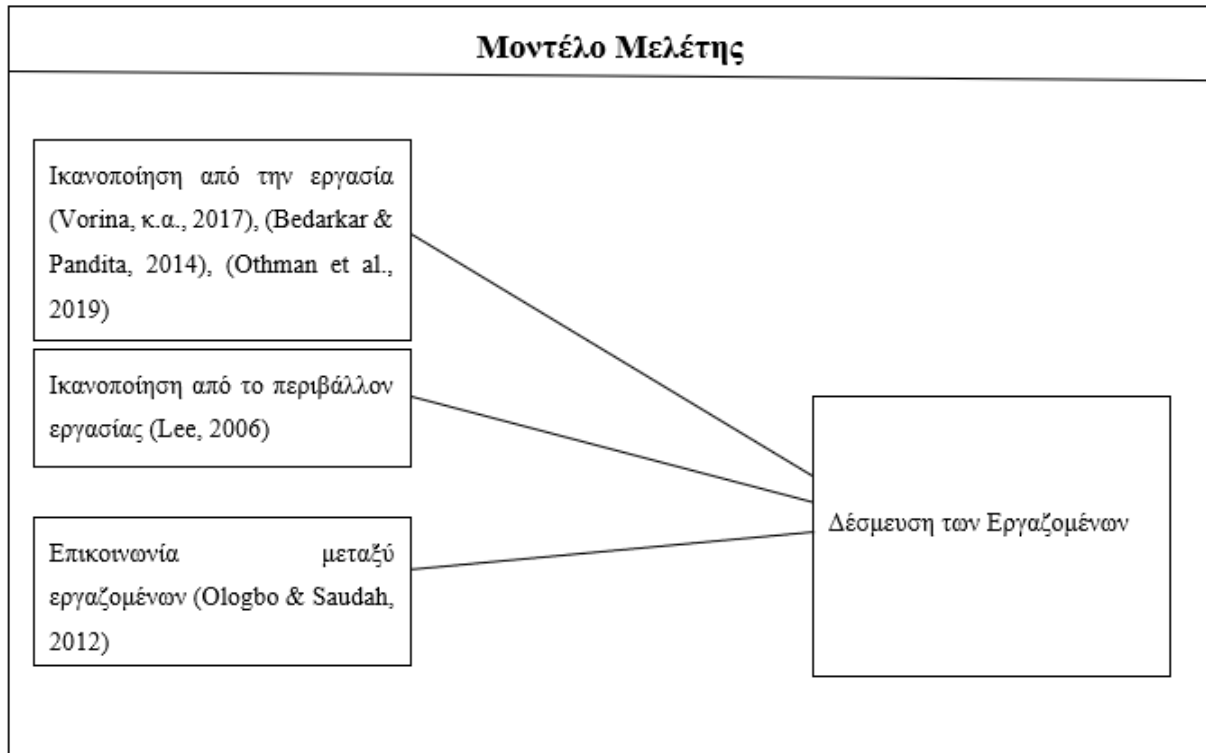 Μοντέλο Μελέτης
Ικανοποίηση από την εργασία
(Vorina, κ.α., 2017), (Bedarkar &
Pandita, 2014), (Othman et al.,
2019)
Ικανοποίηση από το περιβάλλον
εργασίας (Lee, 2006)
Επικοινωνία μεταξύ
εργαζομένων (Ologbo & Saudah,
2012)
Δέσμευση των Εργαζομένων